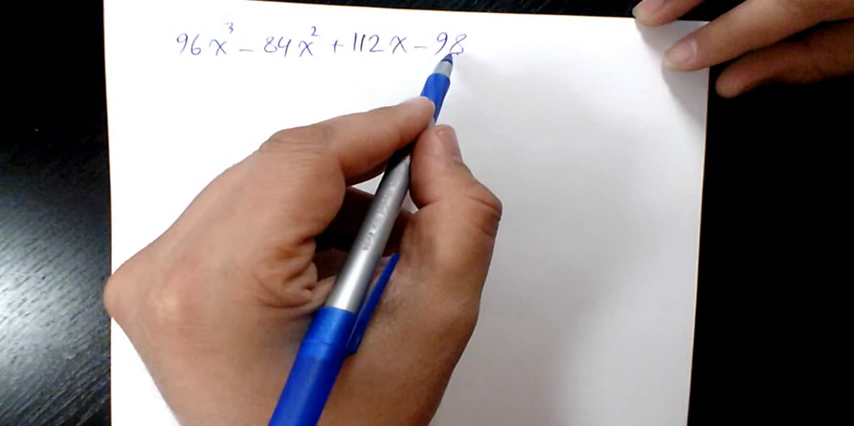 96x³ - 84x² + 112x - 98